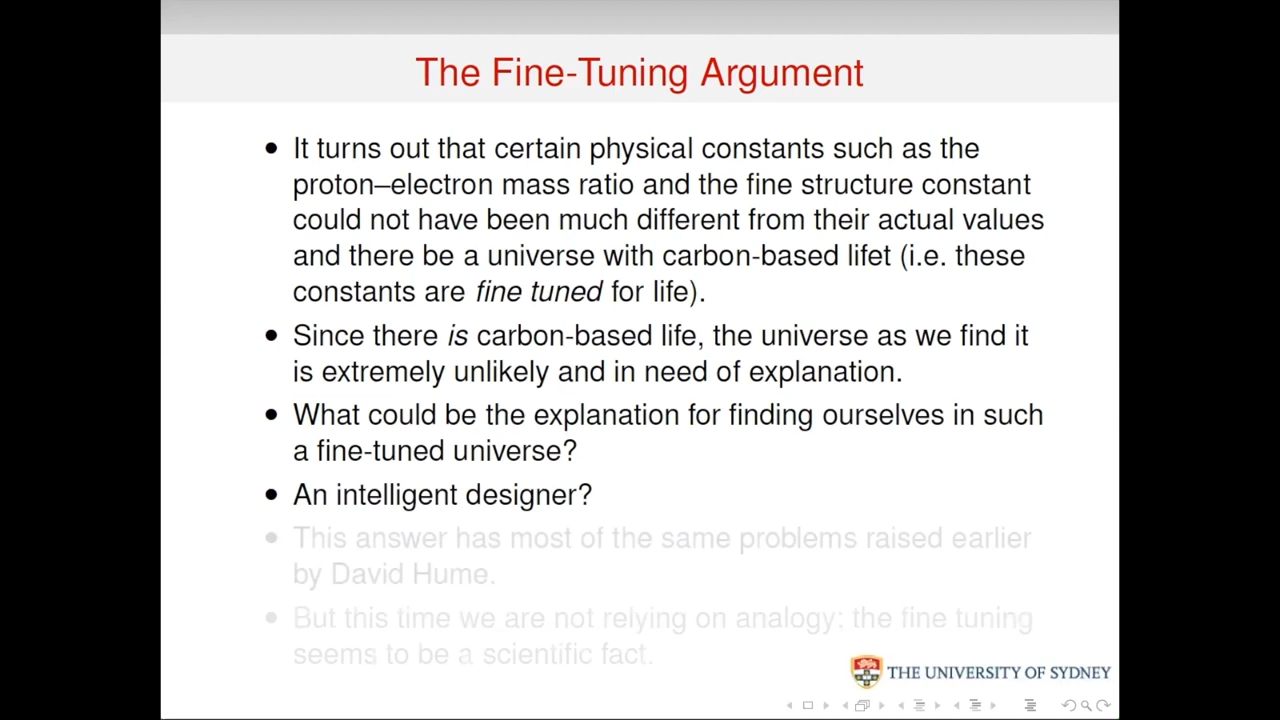 The Fine-Tuning Argument
• It turns out that certain physical constants such as the
proton–electron mass ratio and the fine structure constant
could not have been much different from their actual values
and there be a universe with carbon-based lifet (i.e. these
constants are fine tuned for life).
• Since there is carbon-based life, the universe as we find it
is extremely unlikely and in need of explanation.
• What could be the explanation for finding ourselves in such
a fine-tuned universe?
• An intelligent designer?
• This answer has most of the same problems raised earlier
by David Hume.
• But this time we are not relying on analogy: the fine tuning
seems to be a scientific fact.
THE UNIVERSITY OF SYDNEY